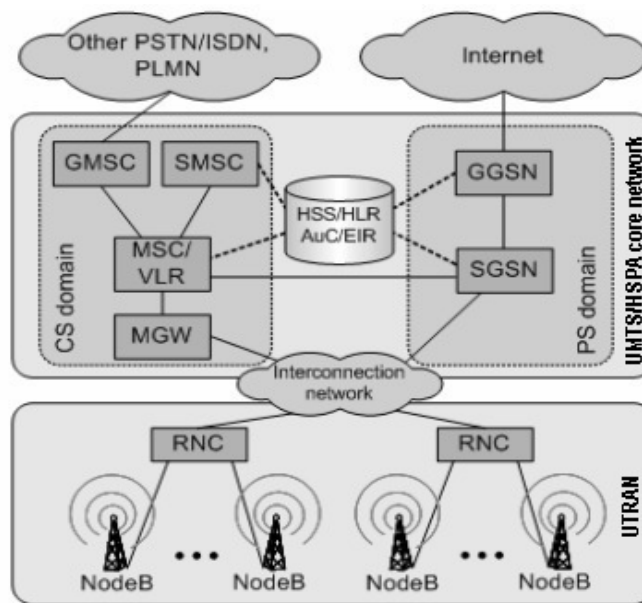 Other PSTN/ISDN,
PLMN
Internet
GMSC
SMSC
GGSN
HSS/HLR
AuC/EIR
MSC/
VLR
SGSN
MGW
CS domain
PS domain
UMTS/HSPA core network
Interconnection
network
RNC
RNC
UTRAN
NodeB
NodeB
NodeB
NodeB